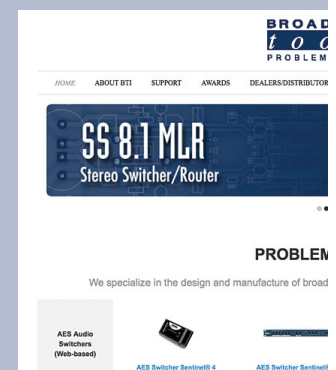 BROAD
too
PROBLEM
HOME ABOUT BTI SUPPORT AWARDS DEALERS/DISTRIBUTOR
SS 8.1 MLR
Stereo Switcher/Router
PROBLEM
We specialize in the design and manufacture of broad
AES Audio
Switchers
(Web-based)
AES Switcher Sentinel® 4 AES Switcher Sentinel®